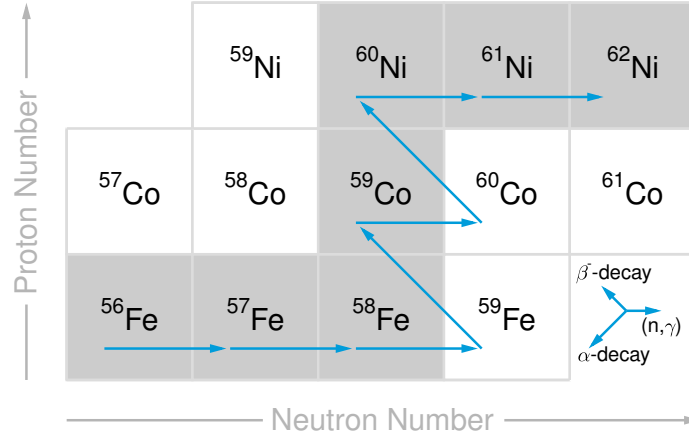 Proton Number
⁵⁹Ni ⁶⁰Ni ⁶¹Ni ⁶²Ni
⁵⁷Co ⁵⁸Co ⁵⁹Co ⁶⁰Co ⁶¹Co
⁵⁶Fe ⁵⁷Fe ⁵⁸Fe ⁵⁹Fe
β⁻-decay
(n,γ)
α-decay
Neutron Number